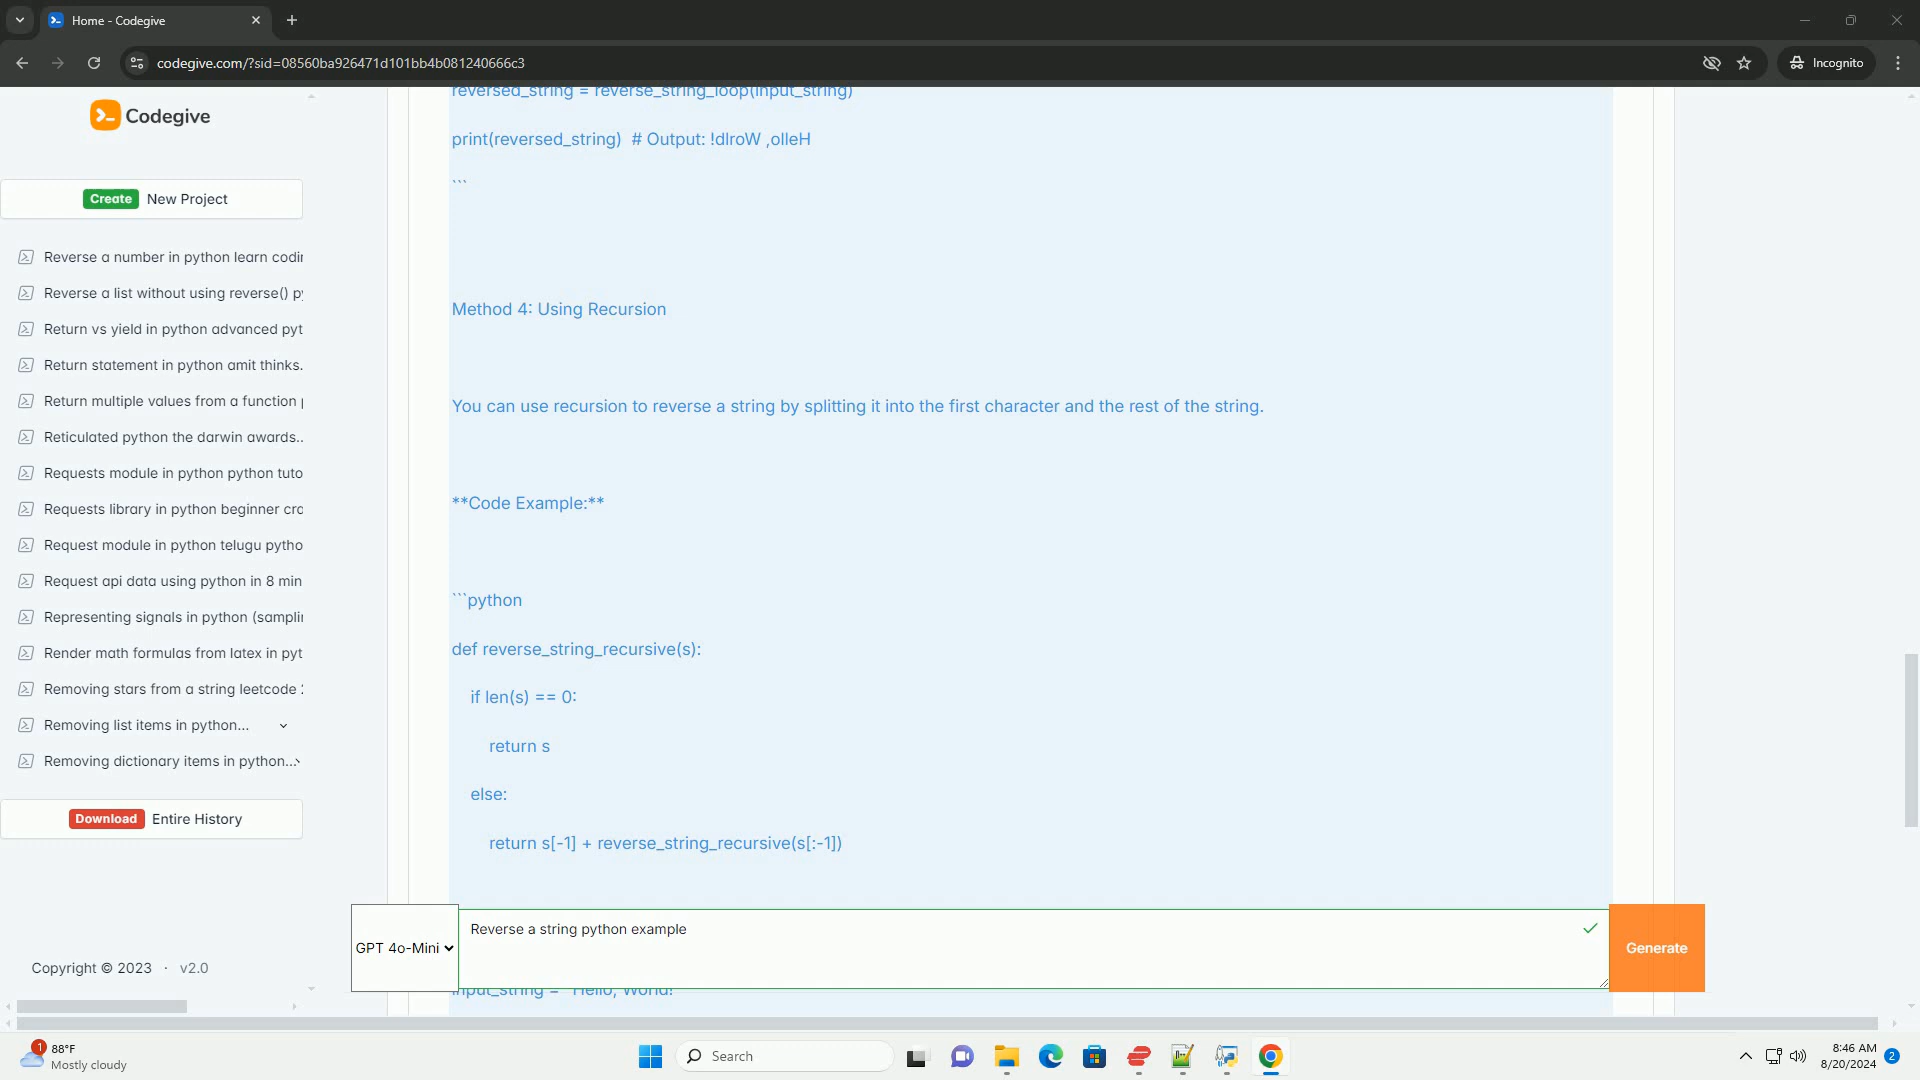 Home - Codegive
codegive.com/?sid=08560ba926471d101bb4b081240666c3
Incognito
Codegive
Create New Project
Reverse a number in python learn codi
Reverse a list without using reverse() p
Return vs yield in python advanced pyt
Return statement in python amit thinks.
Return multiple values from a function
Reticulated python the darwin awards..
Requests module in python python tuto
Requests library in python beginner cra
Request module in python telugu pytho
Request api data using python in 8 min
Representing signals in python (sampli
Render math formulas from latex in pyt
Removing stars from a string leetcode
Removing list items in python...
Removing dictionary items in python...
Download Entire History
Copyright © 2023 · v2.0
reversed_string = reverse_string_loop(input_string)
print(reversed_string) # Output: !dlroW ,olleH
```
Method 4: Using Recursion
You can use recursion to reverse a string by splitting it into the first character and the rest of the string.
**Code Example:**
```python
def reverse_string_recursive(s):
if len(s) == 0:
return s
else:
return s[-1] + reverse_string_recursive(s[:-1])
GPT 4o-Mini
Reverse a string python example
Generate
input_string = "Hello, World!
1
88°F
Mostly cloudy
Search
8:46 AM
8/20/2024
2